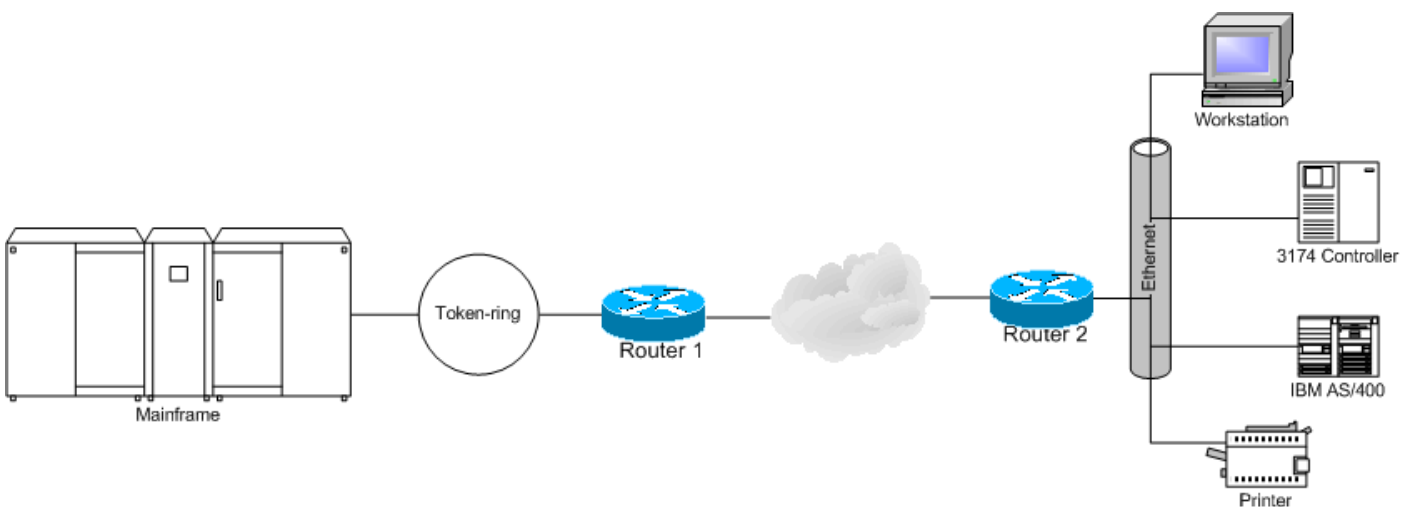 Workstation
Ethernet
3174 Controller
Token-ring
Router 1
Router 2
IBM AS/400
Mainframe
Printer